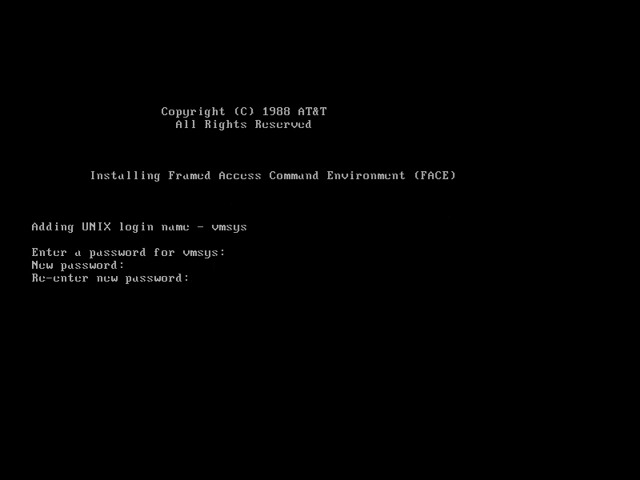 Copyright (C) 1988 AT&T
All Rights Reserved
Installing Framed Access Command Environment (FACE)
Adding UNIX login name - vmsys
Enter a password for vmsys:
New password:
Re-enter new password: